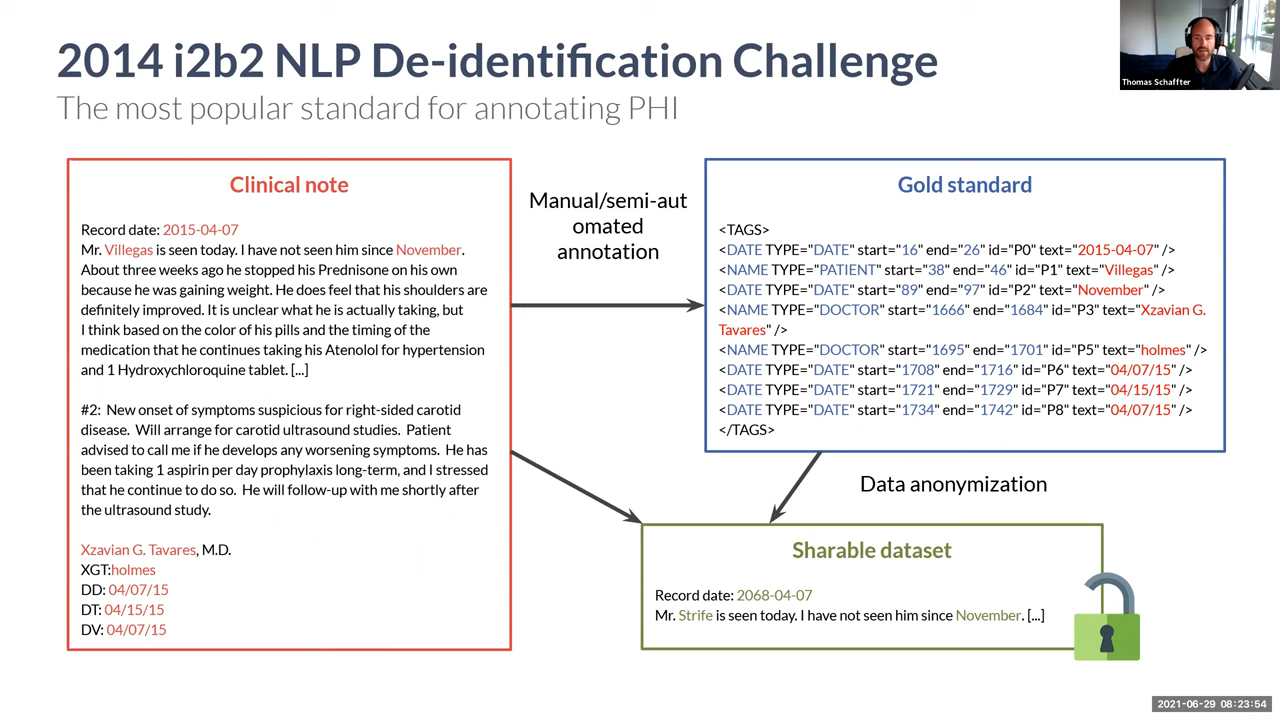 2014 i2b2 NLP De-identification Challenge
The most popular standard for annotating PHI
Thomas Schaffter
Clinical note
Record date: 2015-04-07
Mr. Villegas is seen today. I have not seen him since November.
About three weeks ago he stopped his Prednisone on his own
because he was gaining weight. He does feel that his shoulders are
definitely improved. It is unclear what he is actually taking, but
I think based on the color of his pills and the timing of the
medication that he continues taking his Atenolol for hypertension
and 1 Hydroxychloroquine tablet. [...]
#2: New onset of symptoms suspicious for right-sided carotid
disease. Will arrange for carotid ultrasound studies. Patient
advised to call me if he develops any worsening symptoms. He has
been taking 1 aspirin per day prophylaxis long-term, and I stressed
that he continue to do so. He will follow-up with me shortly after
the ultrasound study.
Xzavian G. Tavares, M.D.
XGT:holmes
DD: 04/07/15
DT: 04/15/15
DV: 04/07/15
Manual/semi-aut
omated
annotation
Gold standard
<TAGS>
<DATE TYPE="DATE" start="16" end="26" id="P0" text="2015-04-07" />
<NAME TYPE="PATIENT" start="38" end="46" id="P1" text="Villegas" />
<DATE TYPE="DATE" start="89" end="97" id="P2" text="November" />
<NAME TYPE="DOCTOR" start="1666" end="1684" id="P3" text="Xzavian G.
Tavares" />
<NAME TYPE="DOCTOR" start="1695" end="1701" id="P5" text="holmes" />
<DATE TYPE="DATE" start="1708" end="1716" id="P6" text="04/07/15" />
<DATE TYPE="DATE" start="1721" end="1729" id="P7" text="04/15/15" />
<DATE TYPE="DATE" start="1734" end="1742" id="P8" text="04/07/15" />
</TAGS>
Data anonymization
Sharable dataset
Record date: 2068-04-07
Mr. Strife is seen today. I have not seen him since November. [...]
2021-06-29 08:23:54